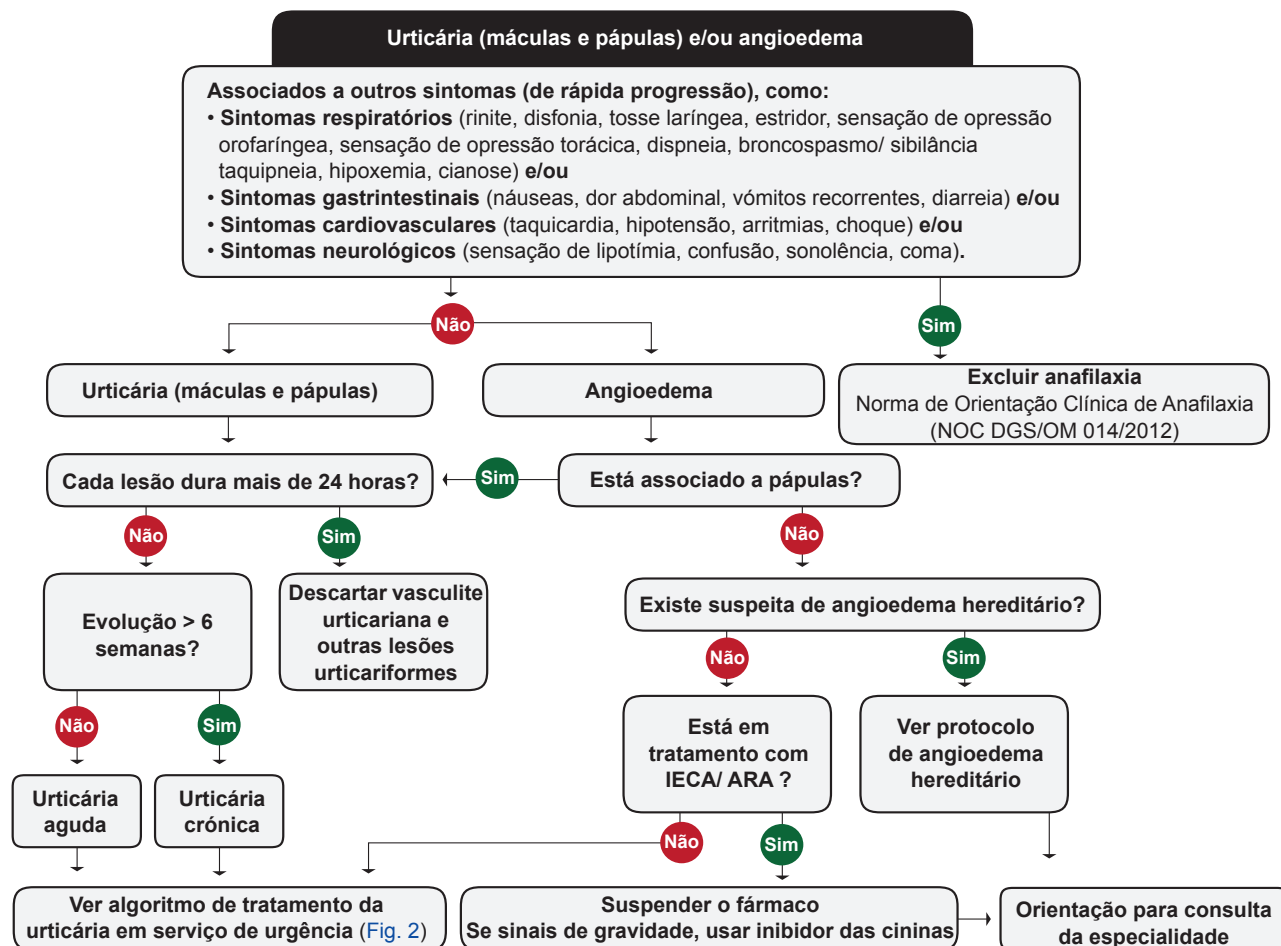 Urticária (máculas e pápulas) e/ou angioedema
Associados a outros sintomas (de rápida progressão), como:
• Sintomas respiratórios (rinite, disfonia, tosse laríngea, estridor, sensação de opressão
orofaríngea, sensação de opressão torácica, dispneia, broncospasmo/ sibilância
taquipneia, hipoxemia, cianose) e/ou
• Sintomas gastrintestinais (náuseas, dor abdominal, vómitos recorrentes, diarreia) e/ou
• Sintomas cardiovasculares (taquicardia, hipotensão, arritmias, choque) e/ou
• Sintomas neurológicos (sensação de lipotímia, confusão, sonolência, coma).
Não
Sim
Urticária (máculas e pápulas)
Angioedema
Excluir anafilaxia
Norma de Orientação Clínica de Anafilaxia
(NOC DGS/OM 014/2012)
Cada lesão dura mais de 24 horas?
Sim
Está associado a pápulas?
Não
Sim
Não
Evolução > 6
semanas?
Descartar vasculite
urticariana e
outras lesões
urticariformes
Existe suspeita de angioedema hereditário?
Não
Sim
Não
Sim
Está em
tratamento com
IECA/ ARA ?
Ver protocolo
de angioedema
hereditário
Urticária
aguda
Urticária
crónica
Não
Sim
Ver algoritmo de tratamento da
urticária em serviço de urgência (Fig. 2)
Suspender o fármaco
Se sinais de gravidade, usar inibidor das cininas
Orientação para consulta
da especialidade